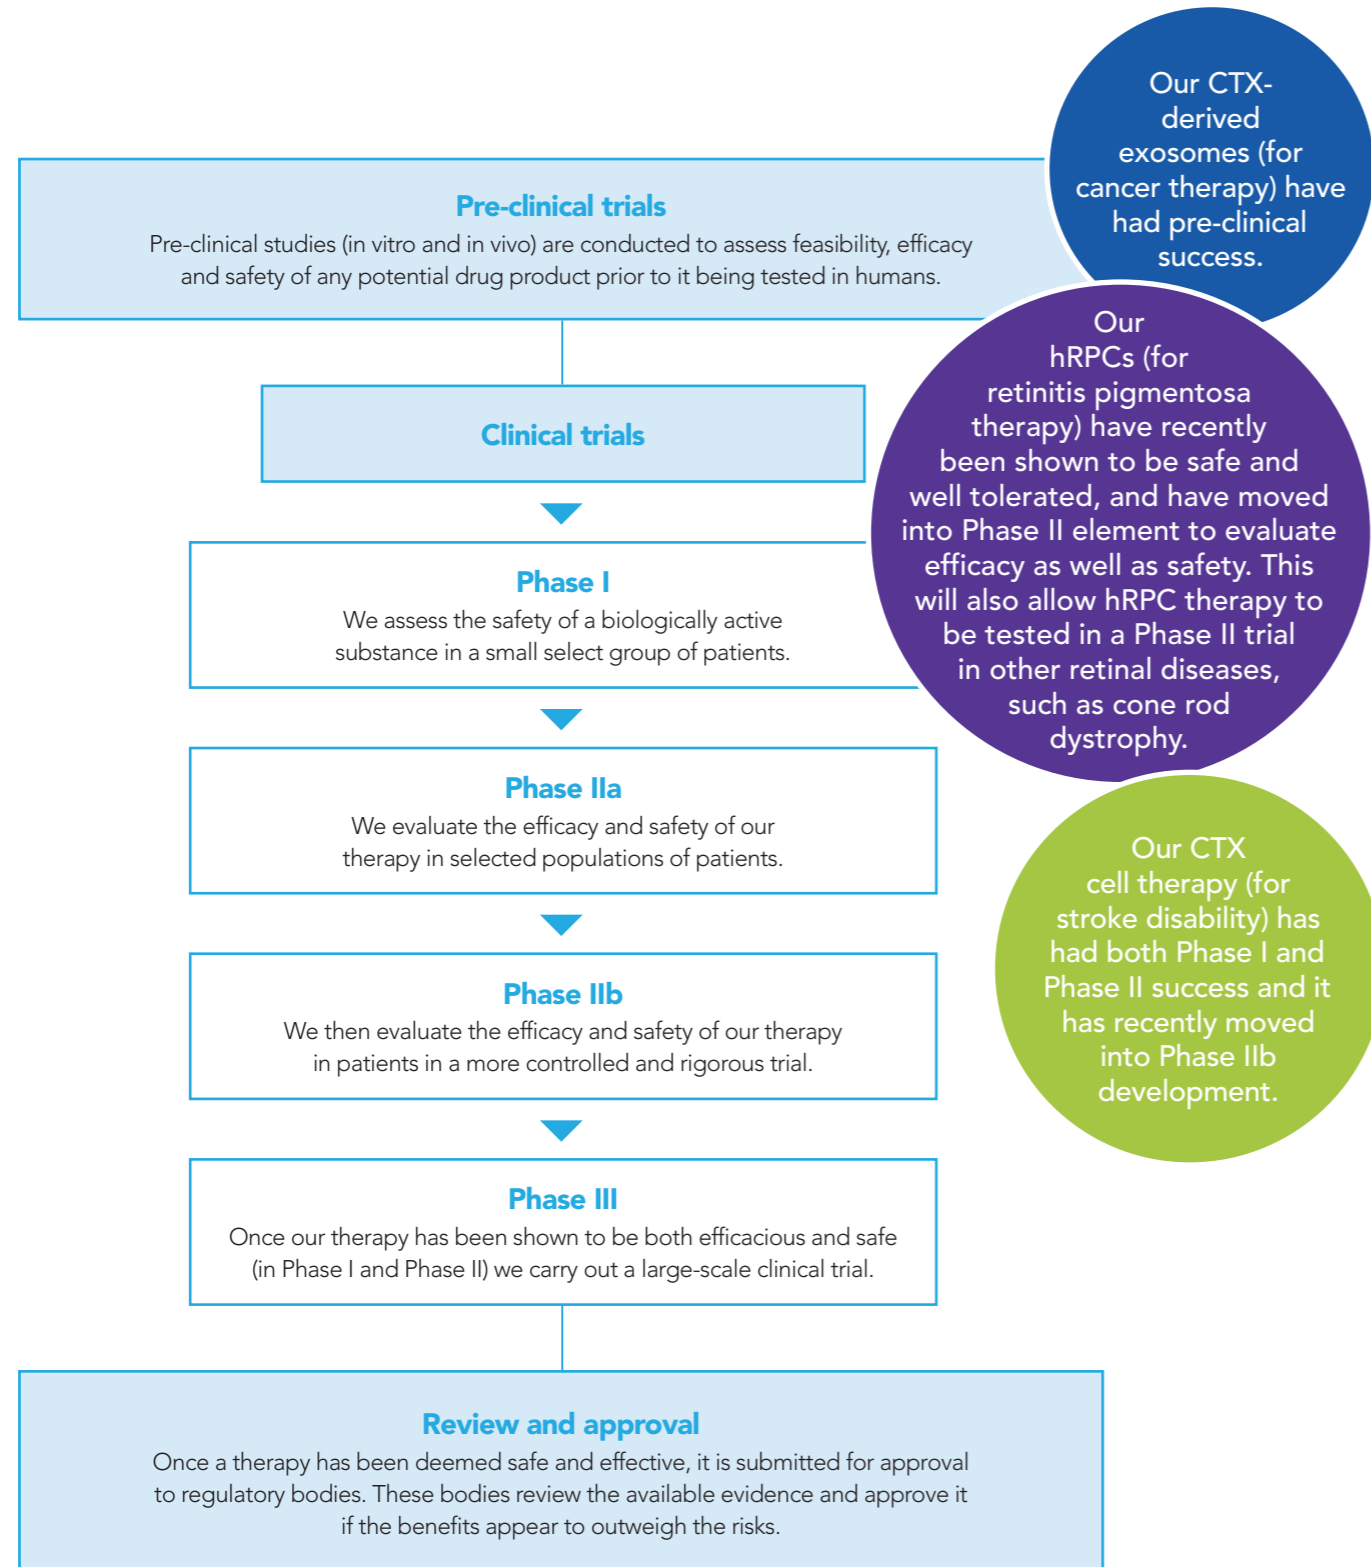 Pre-clinical trials
Pre-clinical studies (in vitro and in vivo) are conducted to assess feasibility, efficacy
and safety of any potential drug product prior to it being tested in humans.
Our CTX-
derived
exosomes (for
cancer therapy) have
had pre-clinical
success.
Clinical trials
Our
hRPCs (for
retinitis pigmentosa
therapy) have recently
been shown to be safe and
well tolerated, and have moved
into Phase II element to evaluate
efficacy as well as safety. This
will also allow hRPC therapy to
be tested in a Phase II trial
in other retinal diseases,
such as cone rod
dystrophy.
Phase I
We assess the safety of a biologically active
substance in a small select group of patients.
Phase IIa
We evaluate the efficacy and safety of our
therapy in selected populations of patients.
Our CTX
cell therapy (for
stroke disability) has
had both Phase I and
Phase II success and it
has recently moved
into Phase IIb
development.
Phase IIb
We then evaluate the efficacy and safety of our therapy
in patients in a more controlled and rigorous trial.
Phase III
Once our therapy has been shown to be both efficacious and safe
(in Phase I and Phase II) we carry out a large-scale clinical trial.
Review and approval
Once a therapy has been deemed safe and effective, it is submitted for approval
to regulatory bodies. These bodies review the available evidence and approve it
if the benefits appear to outweigh the risks.